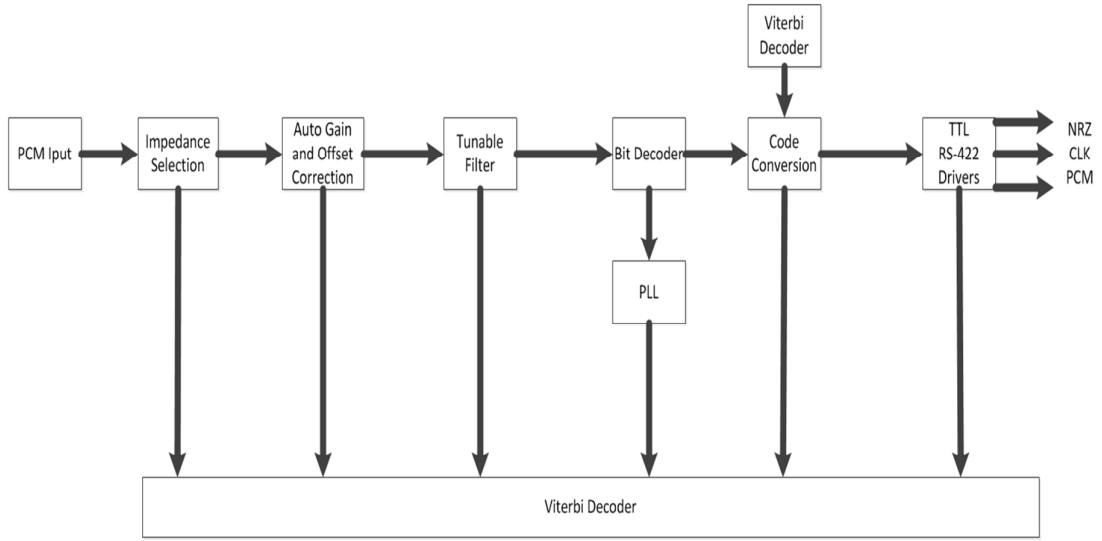 Viterbi
Decoder
PCM Iput
Impedance
Selection
Auto Gain
and Offset
Correction
Tunable
Filter
Bit Decoder
Code
Conversion
TTL
RS-422
Drivers
NRZ
CLK
PCM
PLL
Viterbi Decoder